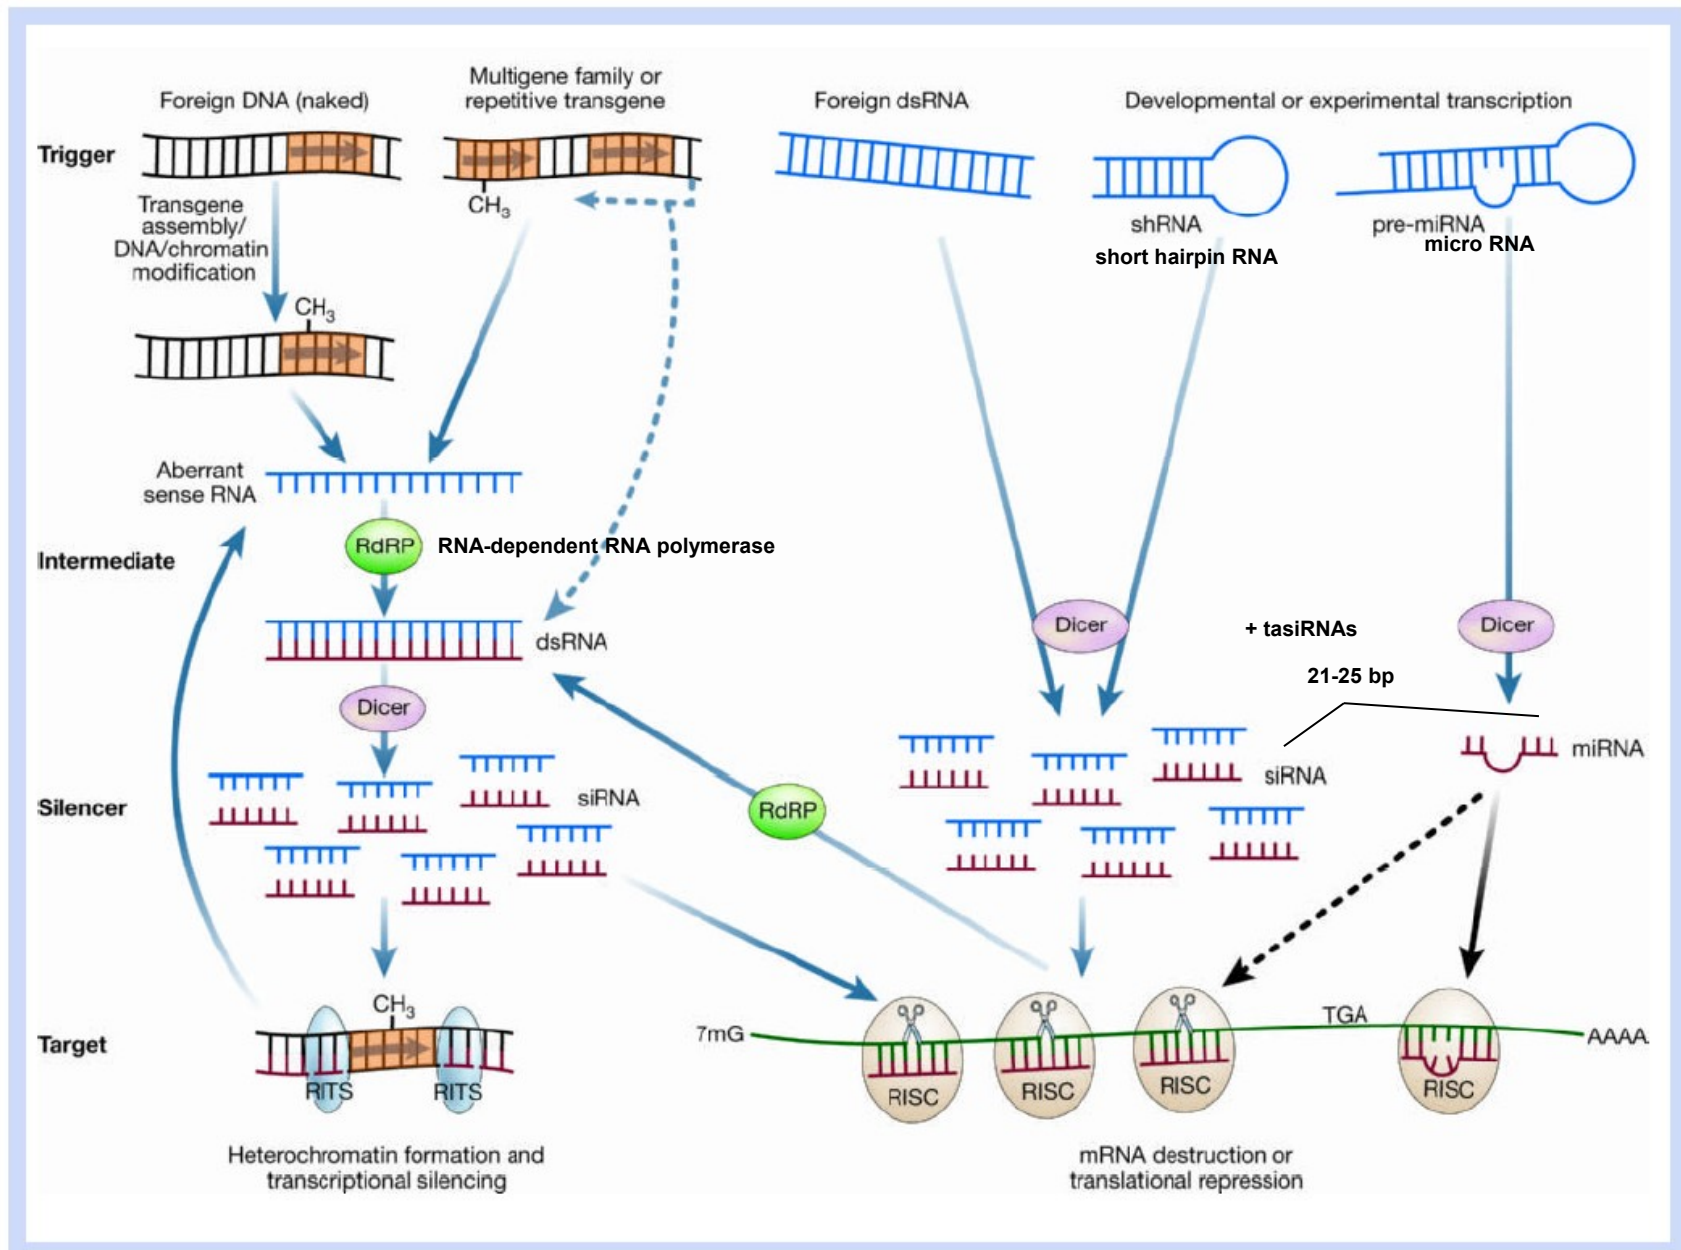 Foreign DNA (naked)
Multigene family or
repetitive transgene
Foreign dsRNA
Developmental or experimental transcription
Trigger
CH3
Transgene
assembly/
DNA/chromatin
modification
shRNA
short hairpin RNA
pre-miRNA
micro RNA
CH3
Aberrant
sense RNA
Intermediate
RdRP
RNA-dependent RNA polymerase
dsRNA
Dicer
Dicer
+ tasiRNAs
21-25 bp
Dicer
miRNA
siRNA
Silencer
siRNA
RdRP
Target
CH3
RITS
RITS
7mG
RISC
RISC
RISC
TGA
RISC
AAAA
Heterochromatin formation and
transcriptional silencing
mRNA destruction or
translational repression